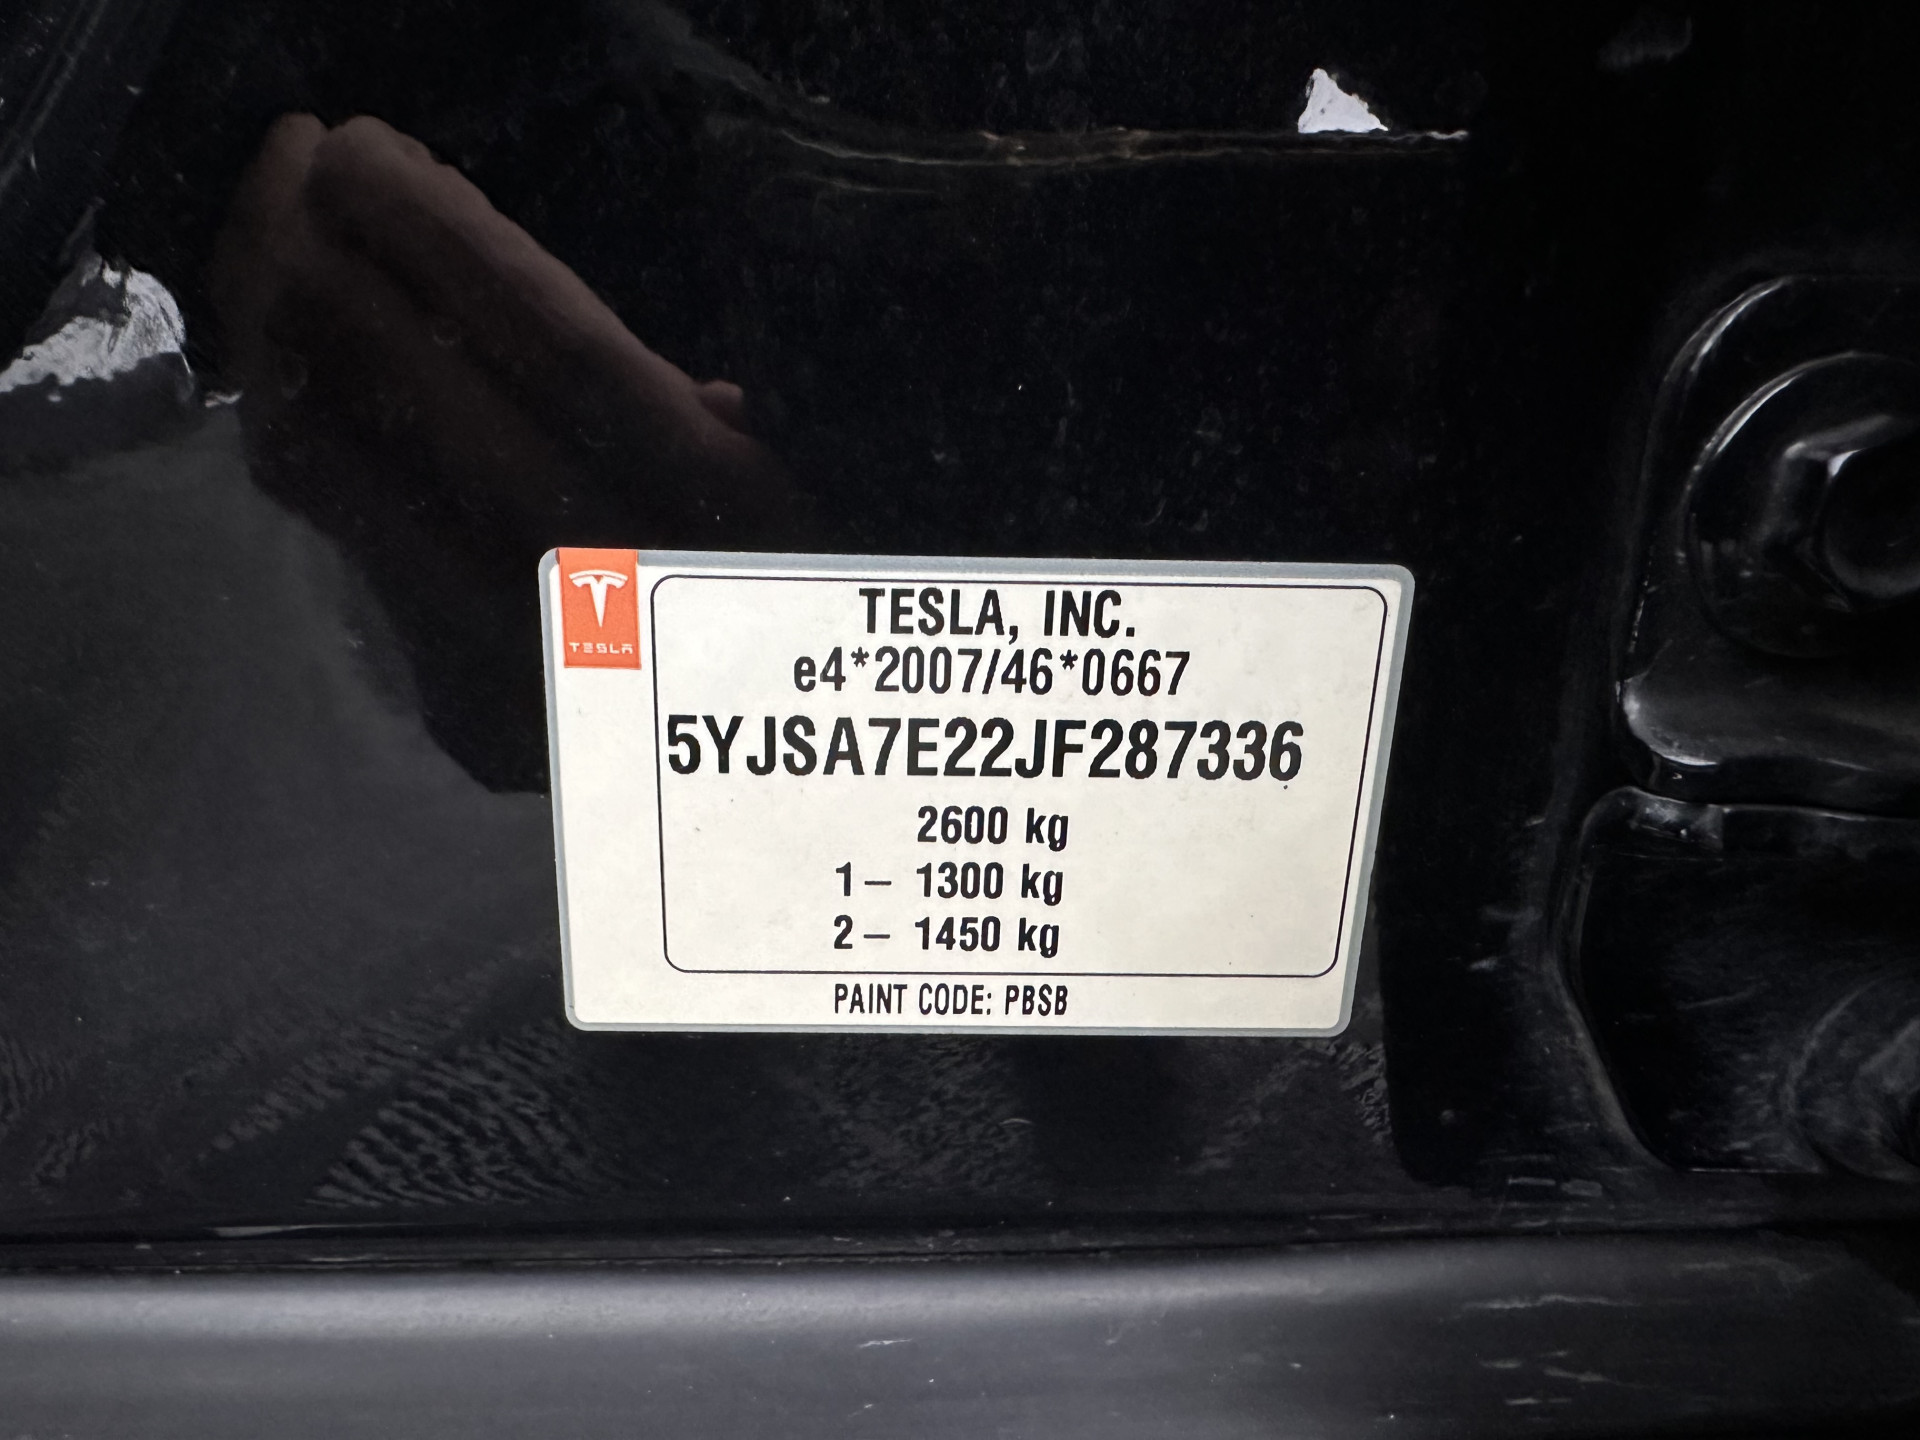 TESLA
TESLA, INC.
e4*2007/46*0667
5YJSA7E22JF287336
2600 kg
1– 1300 kg
2– 1450 kg
PAINT CODE: PBSB